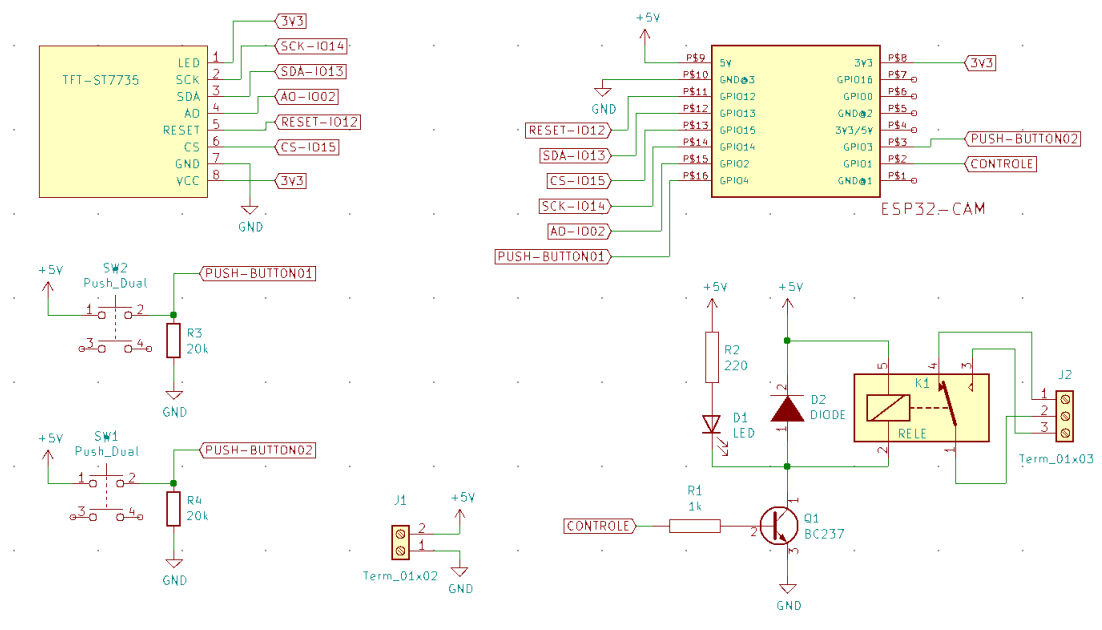 TFT-ST7735
LED 1 3V3
SCK 2 SCK-IO14
SDA 3 SDA-IO13
AO 4 AO-IO02
RESET 5 RESET-IO12
CS 6 CS-IO15
GND 7
VCC 8 3V3
GND
+5V
P$9 5V 3V3 P$8 3V3
P$10 GND@3 GPIO16 P$7
GND
P$11 GPIO12 GPIO0 P$6
P$12 GPIO13 GND@2 P$5
RESET-IO12 P$13 GPIO15 3V3/5V P$4
SDA-IO13 P$14 GPIO14 GPIO3 P$3 PUSH-BUTTON02
P$15 GPIO2 GPIO1 P$2 CONTROLE
CS-IO15 P$16 GPIO4 GND@1 P$1
SCK-IO14
ESP32-CAM
AO-IO02
PUSH-BUTTON01
+5V
SW2
Push_Dual
PUSH-BUTTON01
1 2
3 4
R3
20k
GND
+5V
SW1
Push_Dual
PUSH-BUTTON02
1 2
3 4
R4
20k
GND
J1
+5V
2
1
Term_01x02
GND
+5V
+5V
R2
220
D1
LED
2
D2
DIODE
1
5
4
3
K1
RELE
2
1
J2
1
2
3
Term_01x03
CONTROLE
R1
1k
2
1
Q1
BC237
3
GND